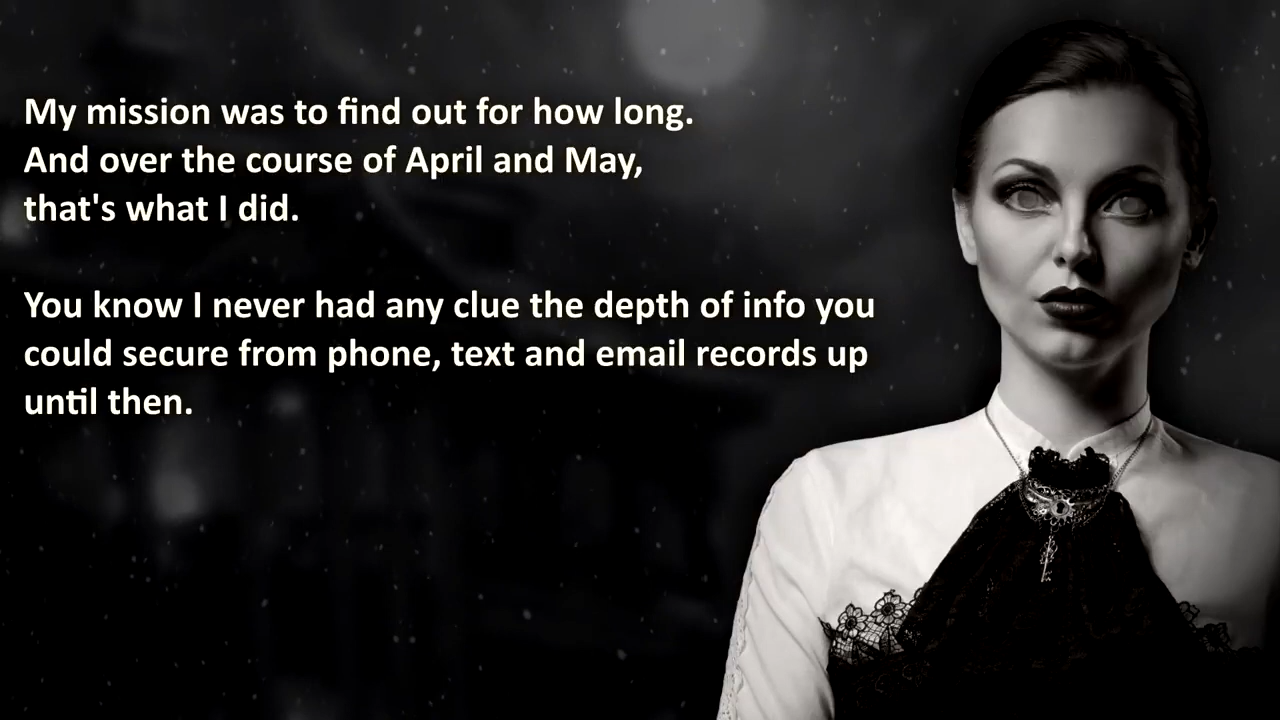 My mission was to find out for how long.
And over the course of April and May,
that's what I did.
You know I never had any clue the depth of info you
could secure from phone, text and email records up
until then.